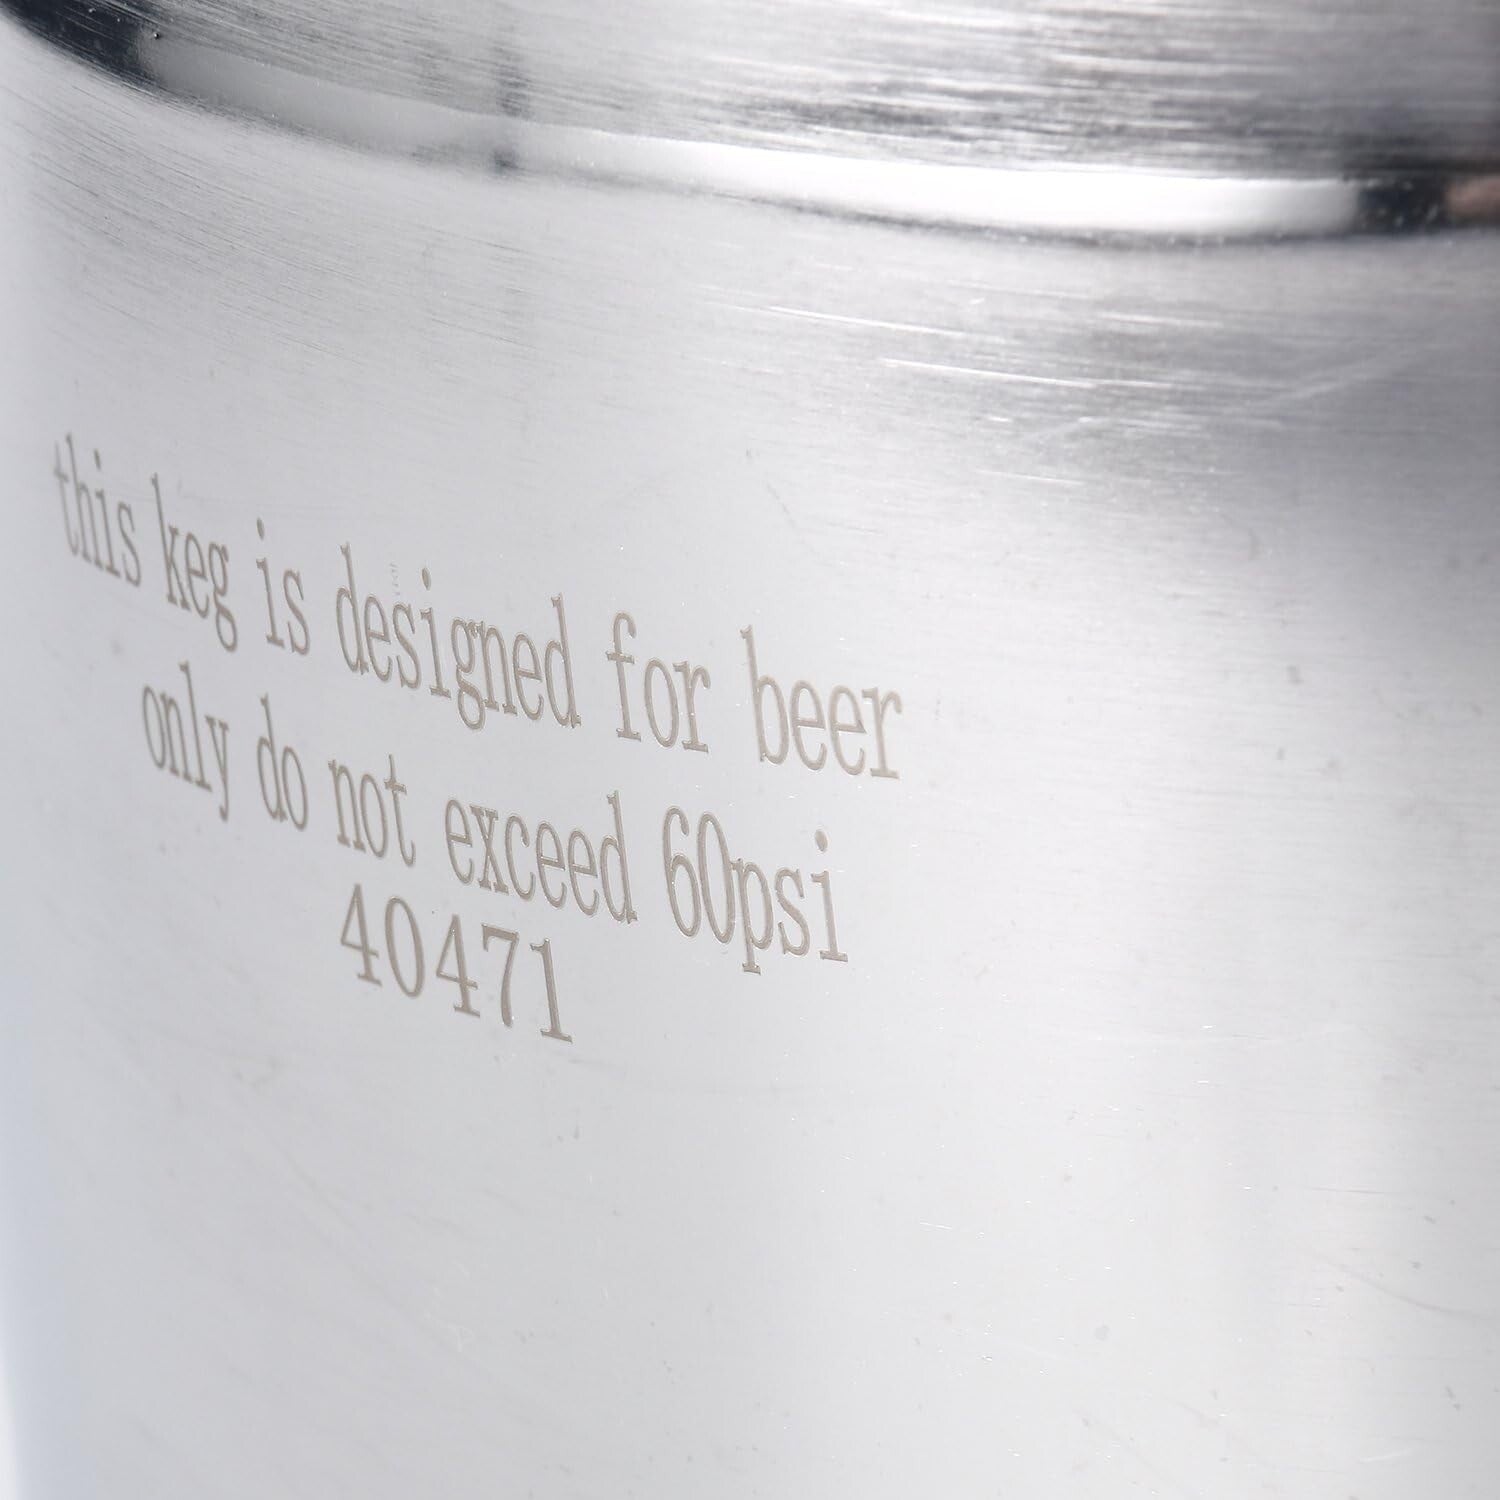 this keg is designed for beer
only do not exceed 60psi
40471